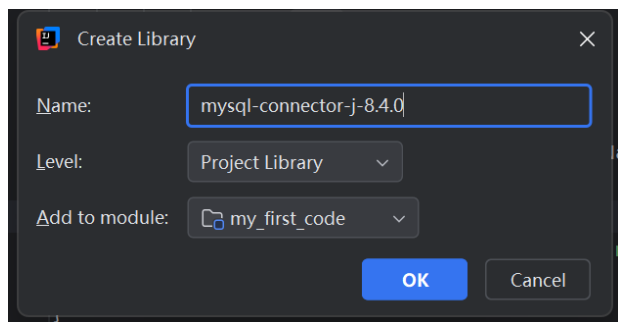 Create Library
Name: mysql-connector-j-8.4.0
Level: Project Library
Add to module: my_first_code
OK Cancel